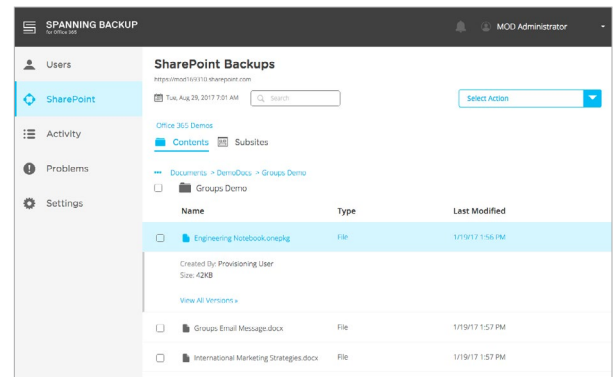 SPANNING BACKUP
for Office 365
MOD Administrator
Users
SharePoint
Activity
Problems
Settings
SharePoint Backups
https://mod169310.sharepoint.com
Tue, Aug 29, 2017 7:01 AM
Search
Select Action
Office 365 Demos
Contents Subsites
••• Documents > DemoDocs > Groups Demo
Groups Demo
Name Type Last Modified
Engineering Notebook.onepkg File 1/19/17 1:56 PM
Created By: Provisioning User
Size: 42KB
View All Versions »
Groups Email Message.docx File 1/19/17 1:57 PM
International Marketing Strategies.docx File 1/19/17 1:57 PM